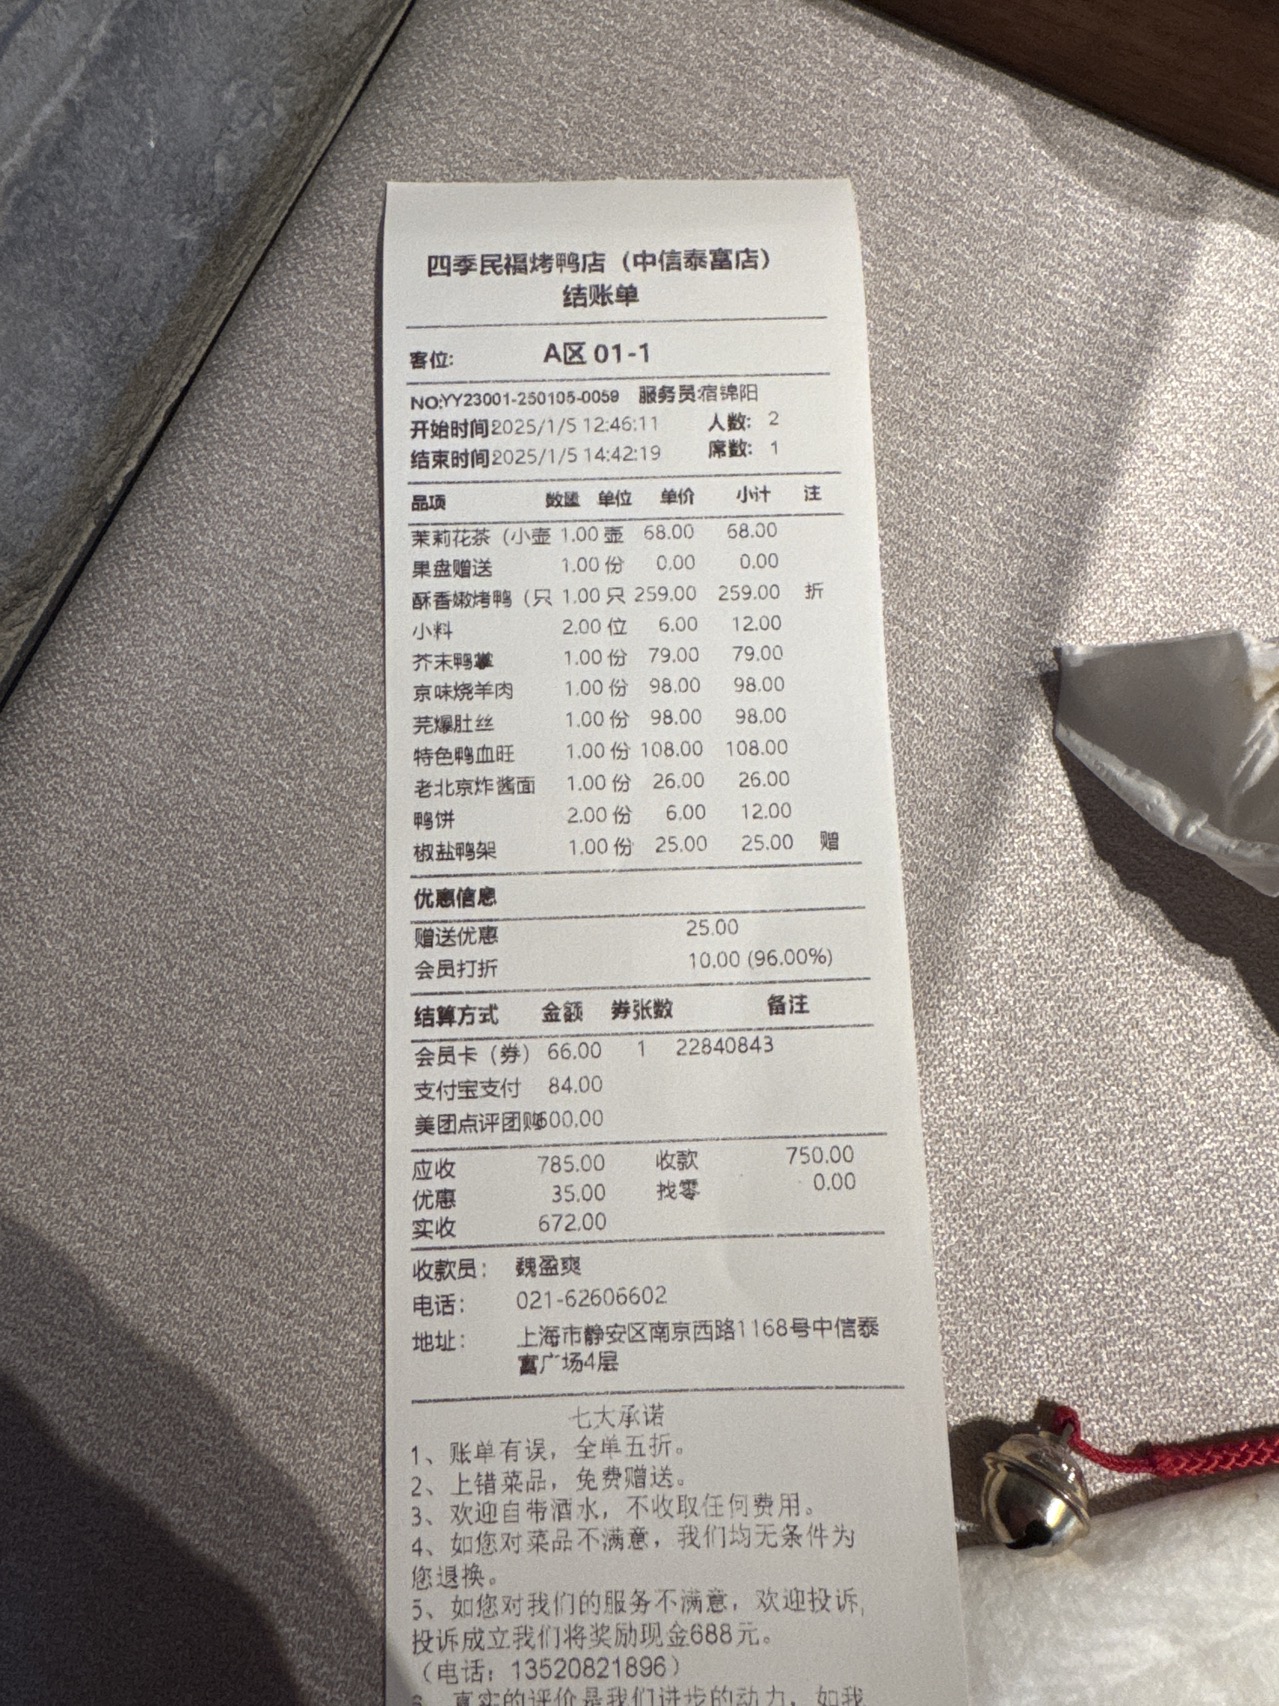 四季民福烤鸭店（中信泰富店）
结账单
客位: A区 01-1
NO:YY23001-250105-0059 服务员:宿锦阳
开始时间2025/1/5 12:46:11 人数: 2
结束时间2025/1/5 14:42:19 席数: 1
品项 数量 单位 单价 小计 注
茉莉花茶（小壶 1.00 壶 68.00 68.00
果盘赠送 1.00 份 0.00 0.00
酥香嫩烤鸭（只 1.00 只 259.00 259.00 折
小料 2.00 位 6.00 12.00
芥末鸭掌 1.00 份 79.00 79.00
京味烧羊肉 1.00 份 98.00 98.00
芫爆肚丝 1.00 份 98.00 98.00
特色鸭血旺 1.00 份 108.00 108.00
老北京炸酱面 1.00 份 26.00 26.00
鸭饼 2.00 份 6.00 12.00
椒盐鸭架 1.00 份 25.00 25.00 赠
优惠信息
赠送优惠 25.00
会员打折 10.00 (96.00%)
结算方式 金额 券张数 备注
会员卡（券） 66.00 1 22840843
支付宝支付 84.00
美团点评团购600.00
应收 785.00 收款 750.00
优惠 35.00 找零 0.00
实收 672.00
收款员: 魏盈爽
电话: 021-62606602
地址: 上海市静安区南京西路1168号中信泰
富广场4层
七大承诺
1、账单有误，全单五折。
2、上错菜品，免费赠送。
3、欢迎自带酒水，不收取任何费用。
4、如您对菜品不满意，我们均无条件为
您退换。
5、如您对我们的服务不满意，欢迎投诉,
投诉成立我们将奖励现金688元。
（电话：13520821896）
6、真实的评价是我们进步的动力，如我